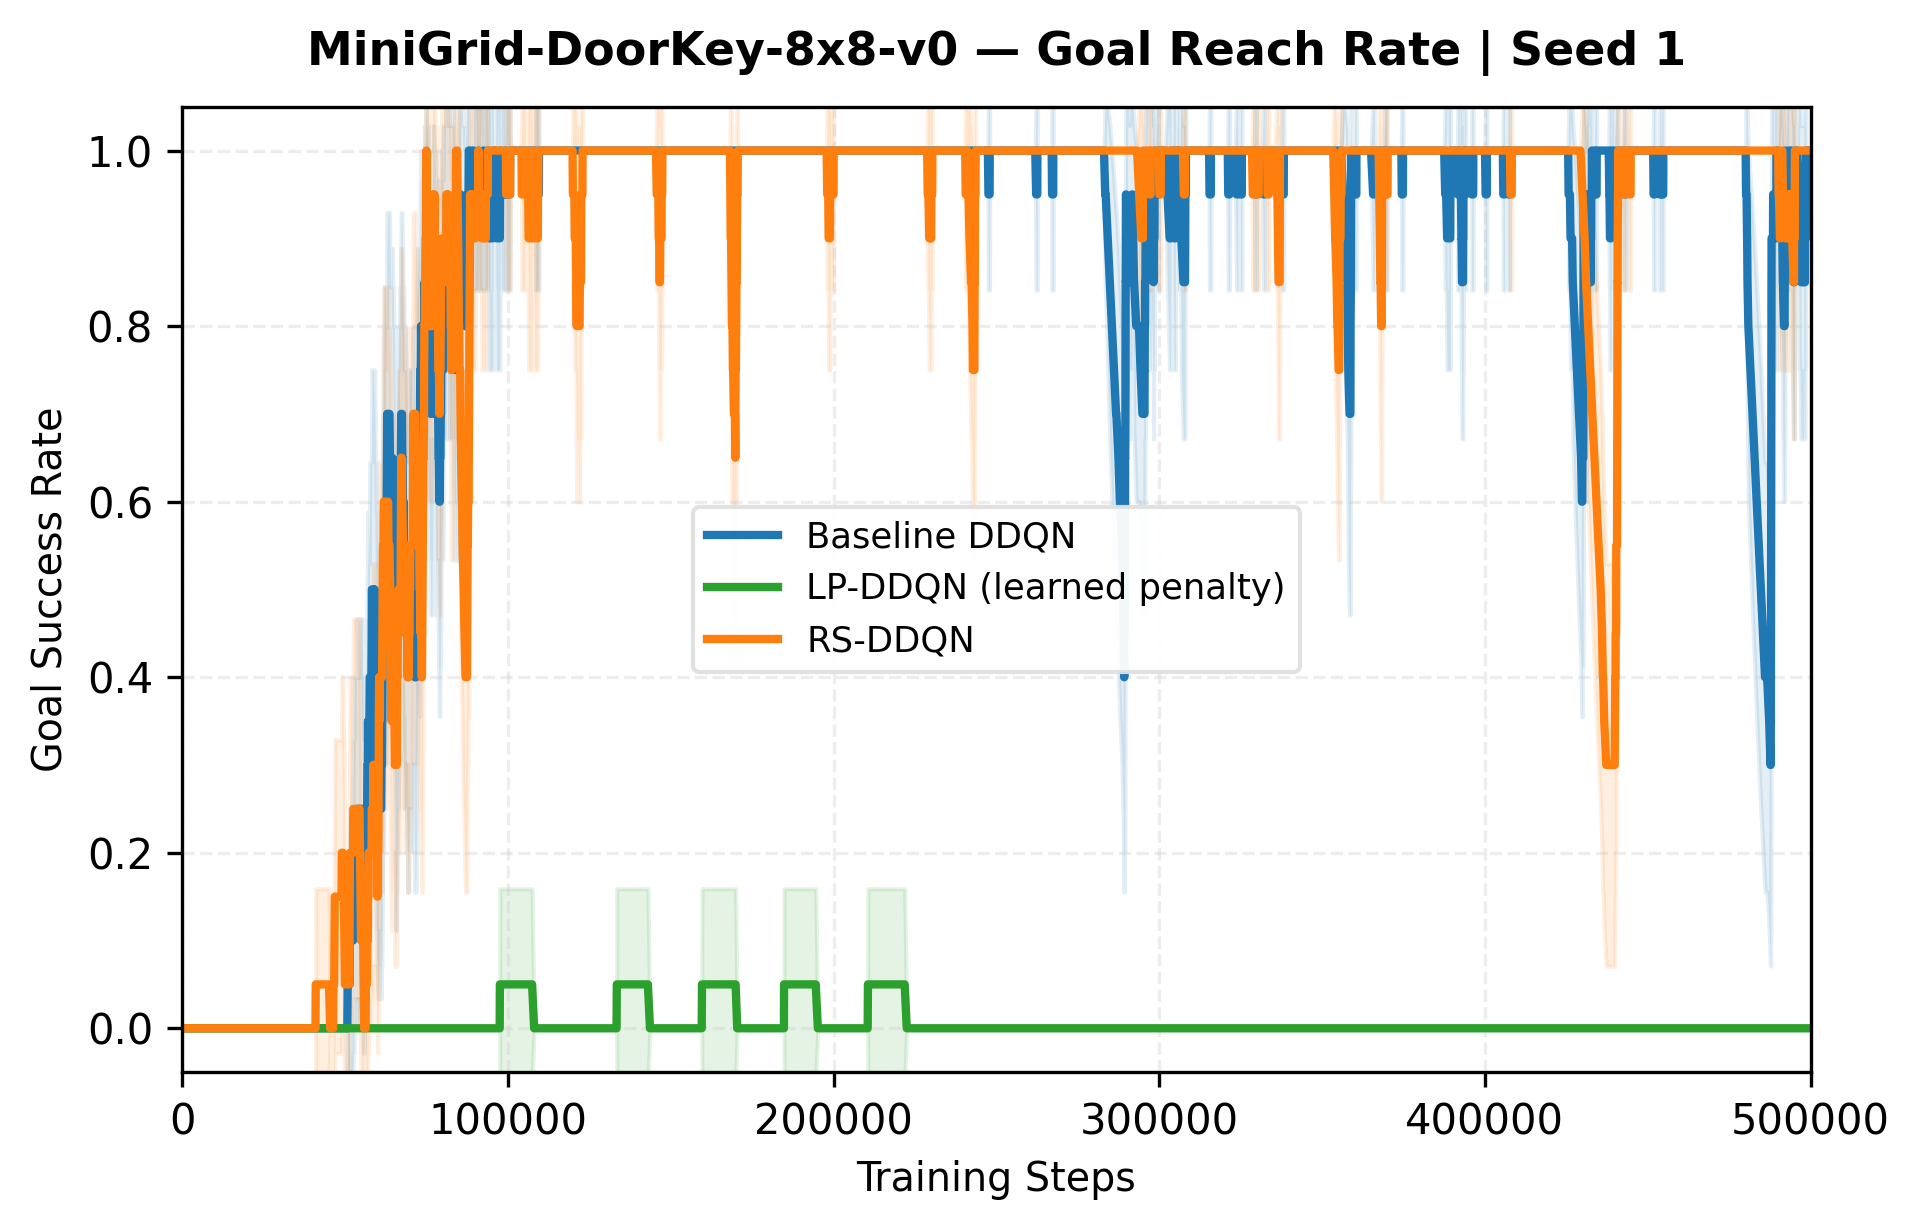 MiniGrid-DoorKey-8x8-v0 — Goal Reach Rate | Seed 1
Goal Success Rate
1.0
0.8
0.6
0.4
0.2
0.0
Baseline DDQN
LP-DDQN (learned penalty)
RS-DDQN
0 100000 200000 300000 400000 500000
Training Steps